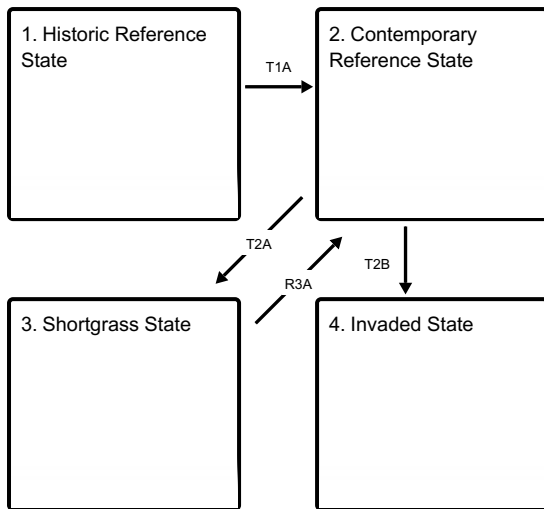 1. Historic Reference
State
2. Contemporary
Reference State
T1A
T2A
R3A
T2B
3. Shortgrass State
4. Invaded State